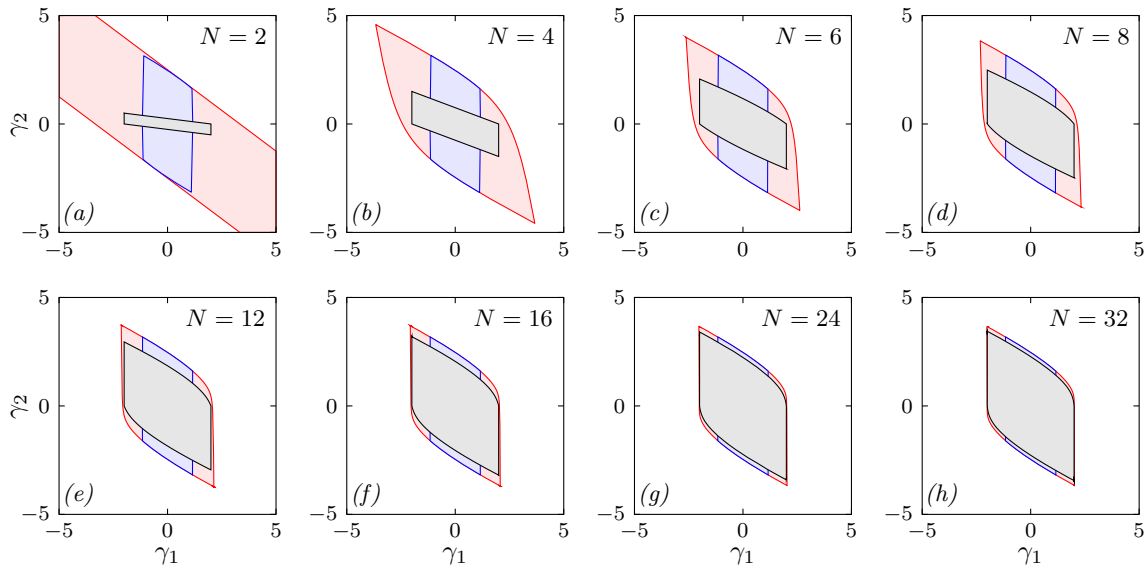 5 N = 2 5 N = 4 5 N = 6 5 N = 8
γ₂ 0 0 0 0
(a) (b) (c) (d)
−5 −5 −5 −5
−5 0 5 −5 0 5 −5 0 5 −5 0 5
5 N = 12 5 N = 16 5 N = 24 5 N = 32
γ₂ 0 0 0 0
(e) (f) (g) (h)
−5 −5 −5 −5
−5 0 5 −5 0 5 −5 0 5 −5 0 5
γ₁ γ₁ γ₁ γ₁